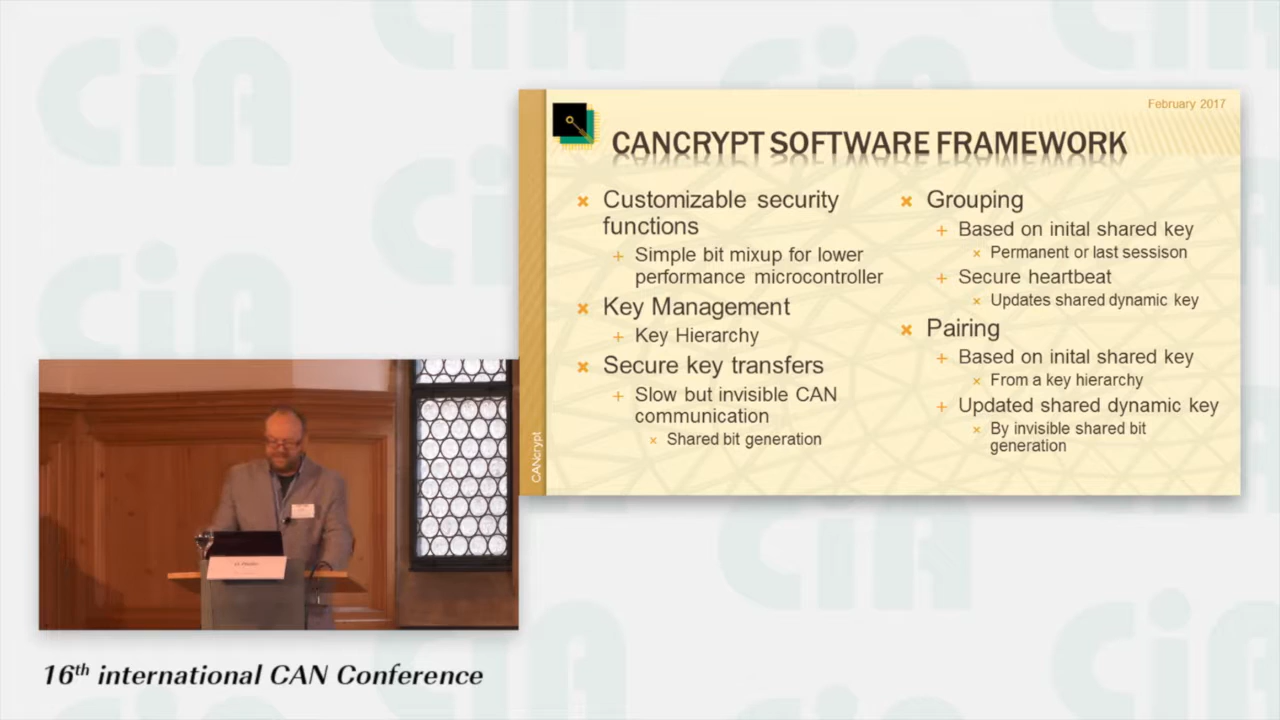 CiA
February 2017
CANCRYPT SOFTWARE FRAMEWORK
Customizable security
functions
Simple bit mixup for lower
performance microcontroller
Key Management
Key Hierarchy
Secure key transfers
Slow but invisible CAN
communication
Shared bit generation
Grouping
Based on inital shared key
Permanent or last sessison
Secure heartbeat
Updates shared dynamic key
Pairing
Based on inital shared key
From a key hierarchy
Updated shared dynamic key
By invisible shared bit
generation
CANcrypt
16th international CAN Conference